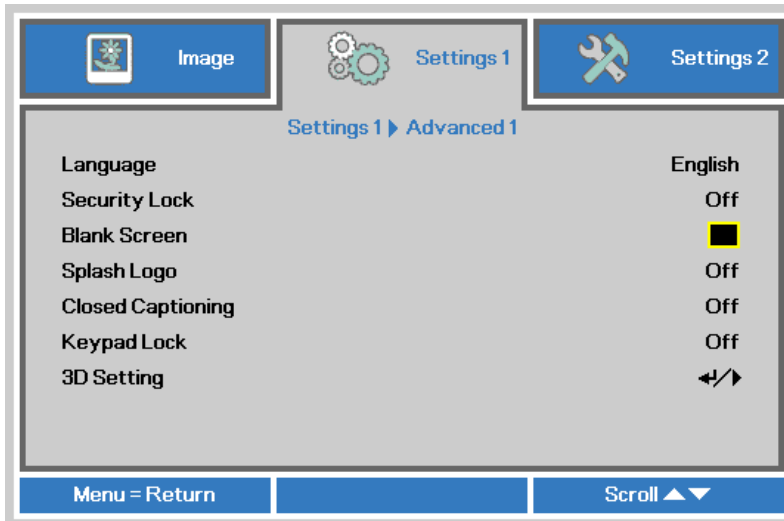 Image
Settings 1
Settings 2
Settings 1 ▶ Advanced 1
Language English
Security Lock Off
Blank Screen
Splash Logo Off
Closed Captioning Off
Keypad Lock Off
3D Setting ↵/▶
Menu = Return
Scroll ▲▼